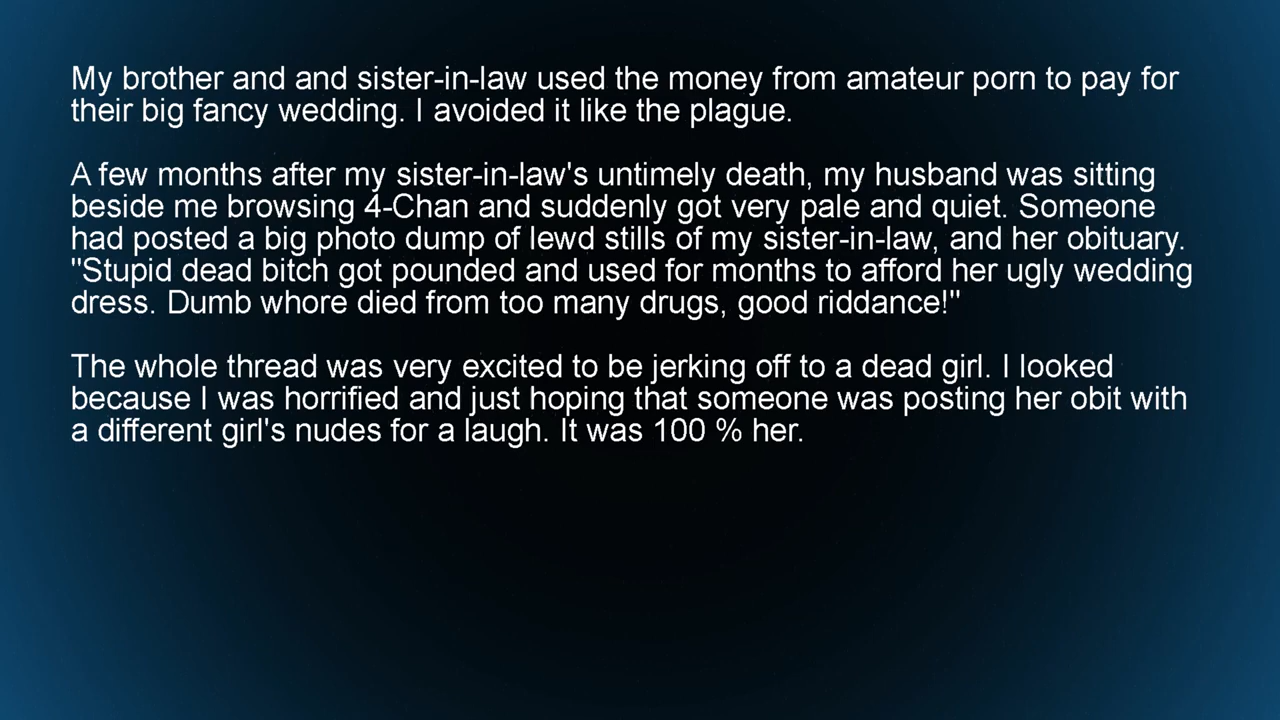 My brother and and sister-in-law used the money from amateur porn to pay for
their big fancy wedding. I avoided it like the plague.
A few months after my sister-in-law's untimely death, my husband was sitting
beside me browsing 4-Chan and suddenly got very pale and quiet. Someone
had posted a big photo dump of lewd stills of my sister-in-law, and her obituary.
"Stupid dead bitch got pounded and used for months to afford her ugly wedding
dress. Dumb whore died from too many drugs, good riddance!"
The whole thread was very excited to be jerking off to a dead girl. I looked
because I was horrified and just hoping that someone was posting her obit with
a different girl's nudes for a laugh. It was 100 % her.